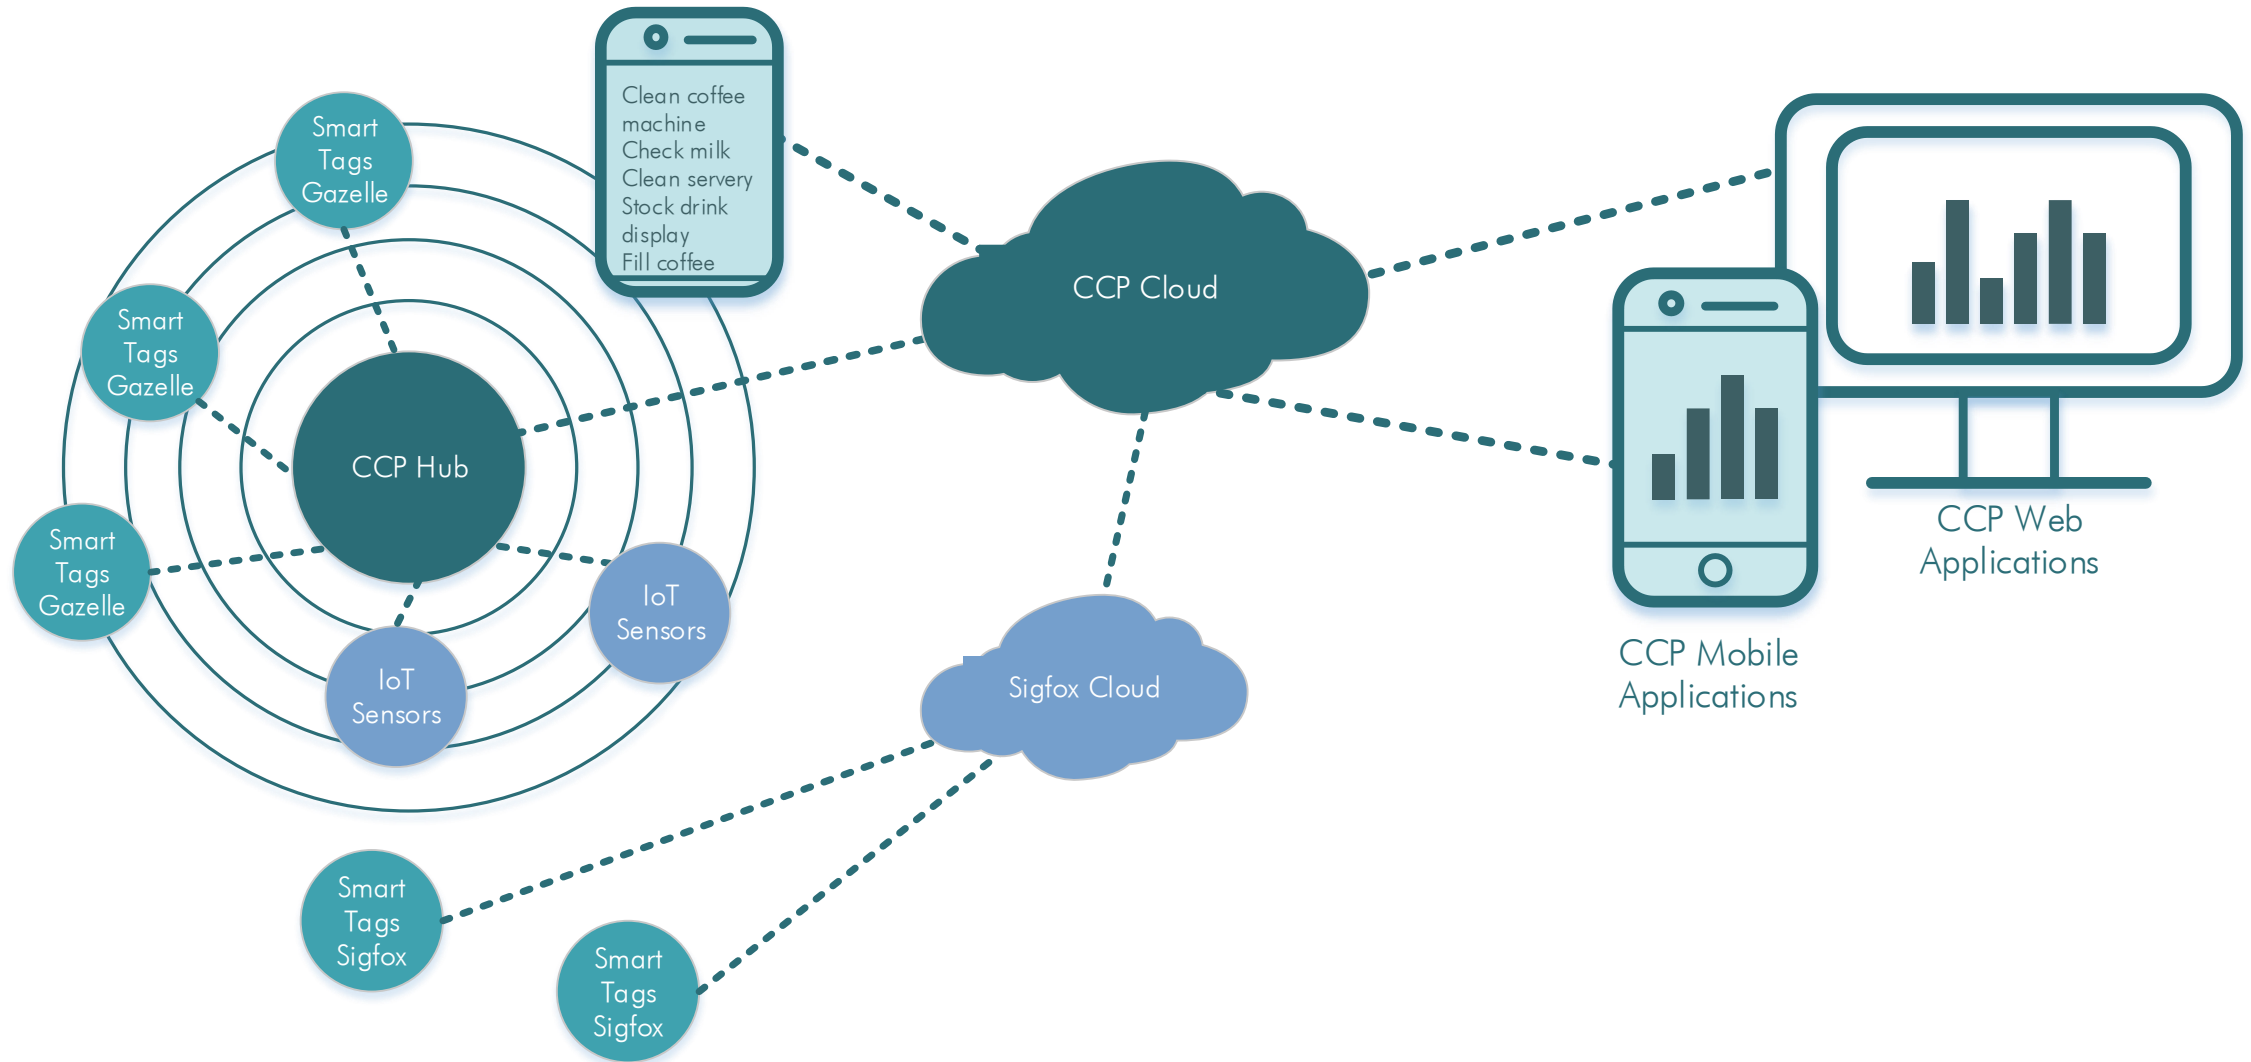 Clean coffee
machine
Check milk
Clean servery
Stock drink
display
Fill coffee
Smart
Tags
Gazelle
Smart
Tags
Gazelle
Smart
Tags
Gazelle
CCP Hub
IoT
Sensors
IoT
Sensors
CCP Cloud
Sigfox Cloud
Smart
Tags
Sigfox
Smart
Tags
Sigfox
CCP Web
Applications
CCP Mobile
Applications